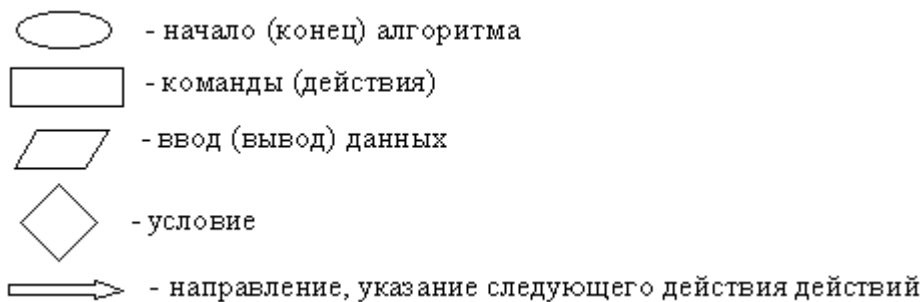 - начало (конец) алгоритма
- команды (действия)
- ввод (вывод) данных
- условие
- направление, указание следующего действия действий